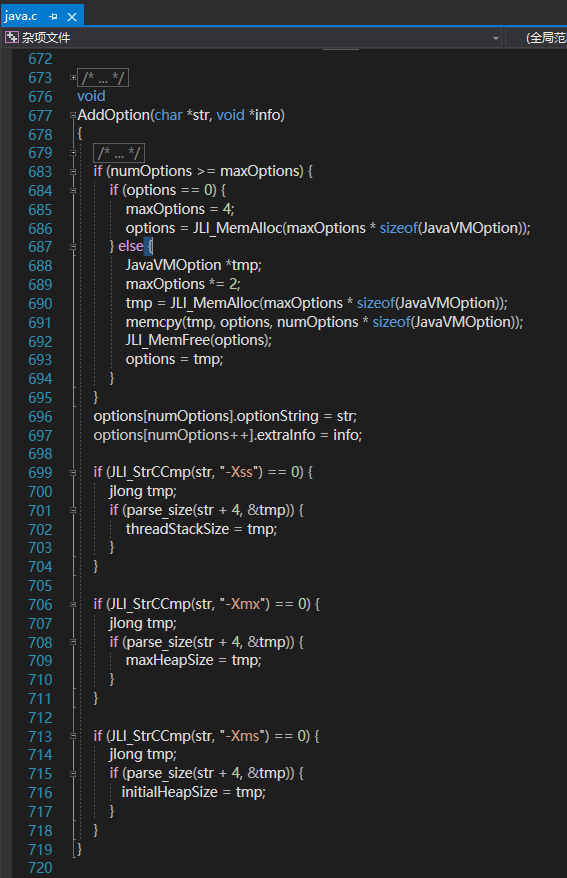 java.c
杂项文件
(全局范
672
673 /* ... */
676 void
677 AddOption(char *str, void *info)
678 {
679 /* ... */
683 if (numOptions >= maxOptions) {
684 if (options == 0) {
685 maxOptions = 4;
686 options = JLI_MemAlloc(maxOptions * sizeof(JavaVMOption));
687 } else {
688 JavaVMOption *tmp;
689 maxOptions *= 2;
690 tmp = JLI_MemAlloc(maxOptions * sizeof(JavaVMOption));
691 memcpy(tmp, options, numOptions * sizeof(JavaVMOption));
692 JLI_MemFree(options);
693 options = tmp;
694 }
695 }
696 options[numOptions].optionString = str;
697 options[numOptions++].extraInfo = info;
698
699 if (JLI_StrCCmp(str, "-Xss") == 0) {
700 jlong tmp;
701 if (parse_size(str + 4, &tmp)) {
702 threadStackSize = tmp;
703 }
704 }
705
706 if (JLI_StrCCmp(str, "-Xmx") == 0) {
707 jlong tmp;
708 if (parse_size(str + 4, &tmp)) {
709 maxHeapSize = tmp;
710 }
711 }
712
713 if (JLI_StrCCmp(str, "-Xms") == 0) {
714 jlong tmp;
715 if (parse_size(str + 4, &tmp)) {
716 initialHeapSize = tmp;
717 }
718 }
719 }
720